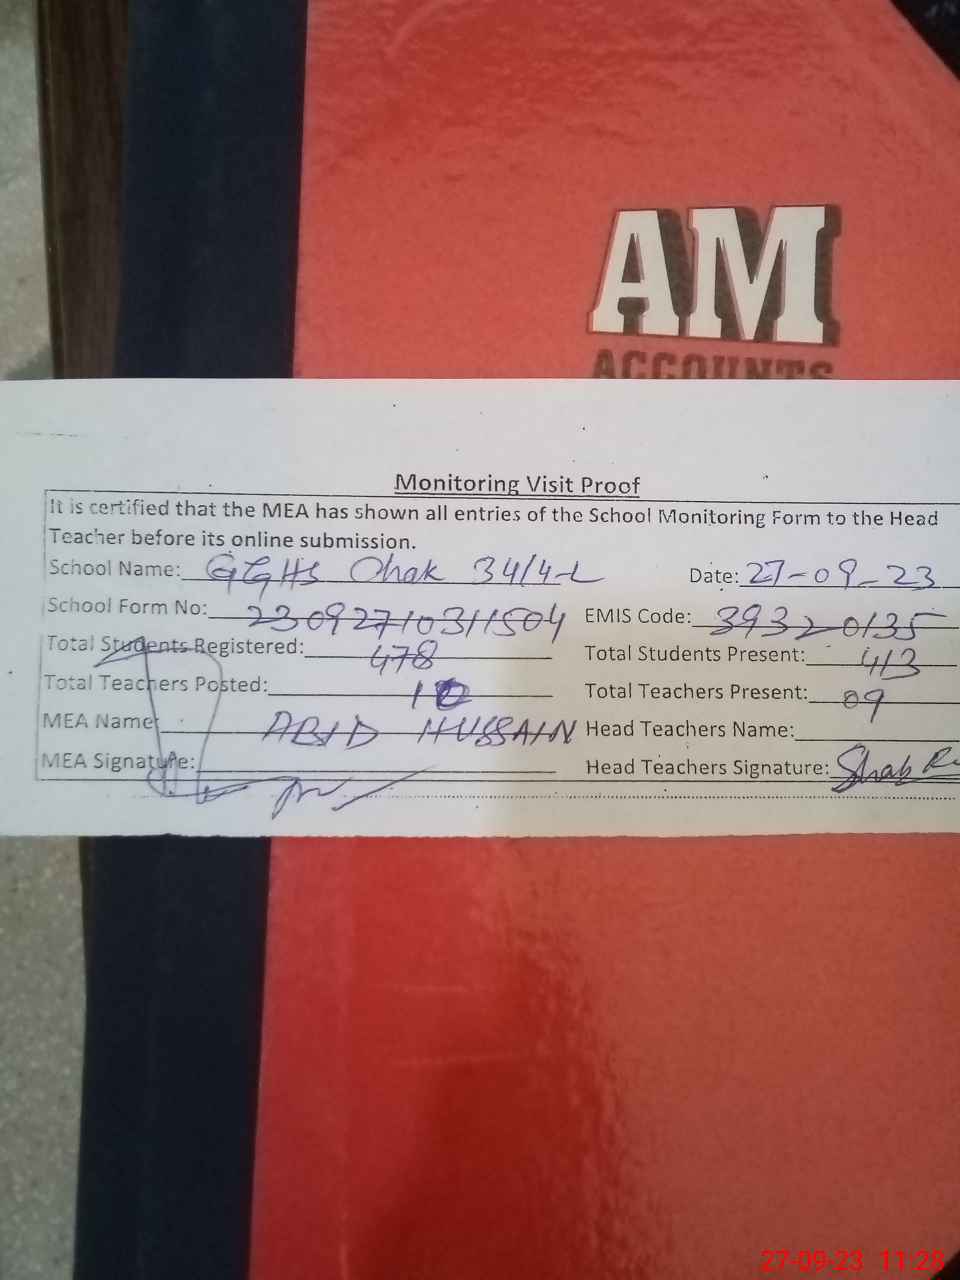 AM
ACCOUNTS
Monitoring Visit Proof
It is certified that the MEA has shown all entries of the School Monitoring Form to the Head
Teacher before its online submission.
School Name: GGHS Chak 34/4-L Date: 27-09-23
School Form No: 23092710311504 EMIS Code: 39320135
Total Students Registered: 478 Total Students Present: 413
Total Teachers Posted: 10 Total Teachers Present: 09
MEA Name: ABID HUSSAIN Head Teachers Name:
MEA Signature: Head Teachers Signature:
27-09-23 11:28